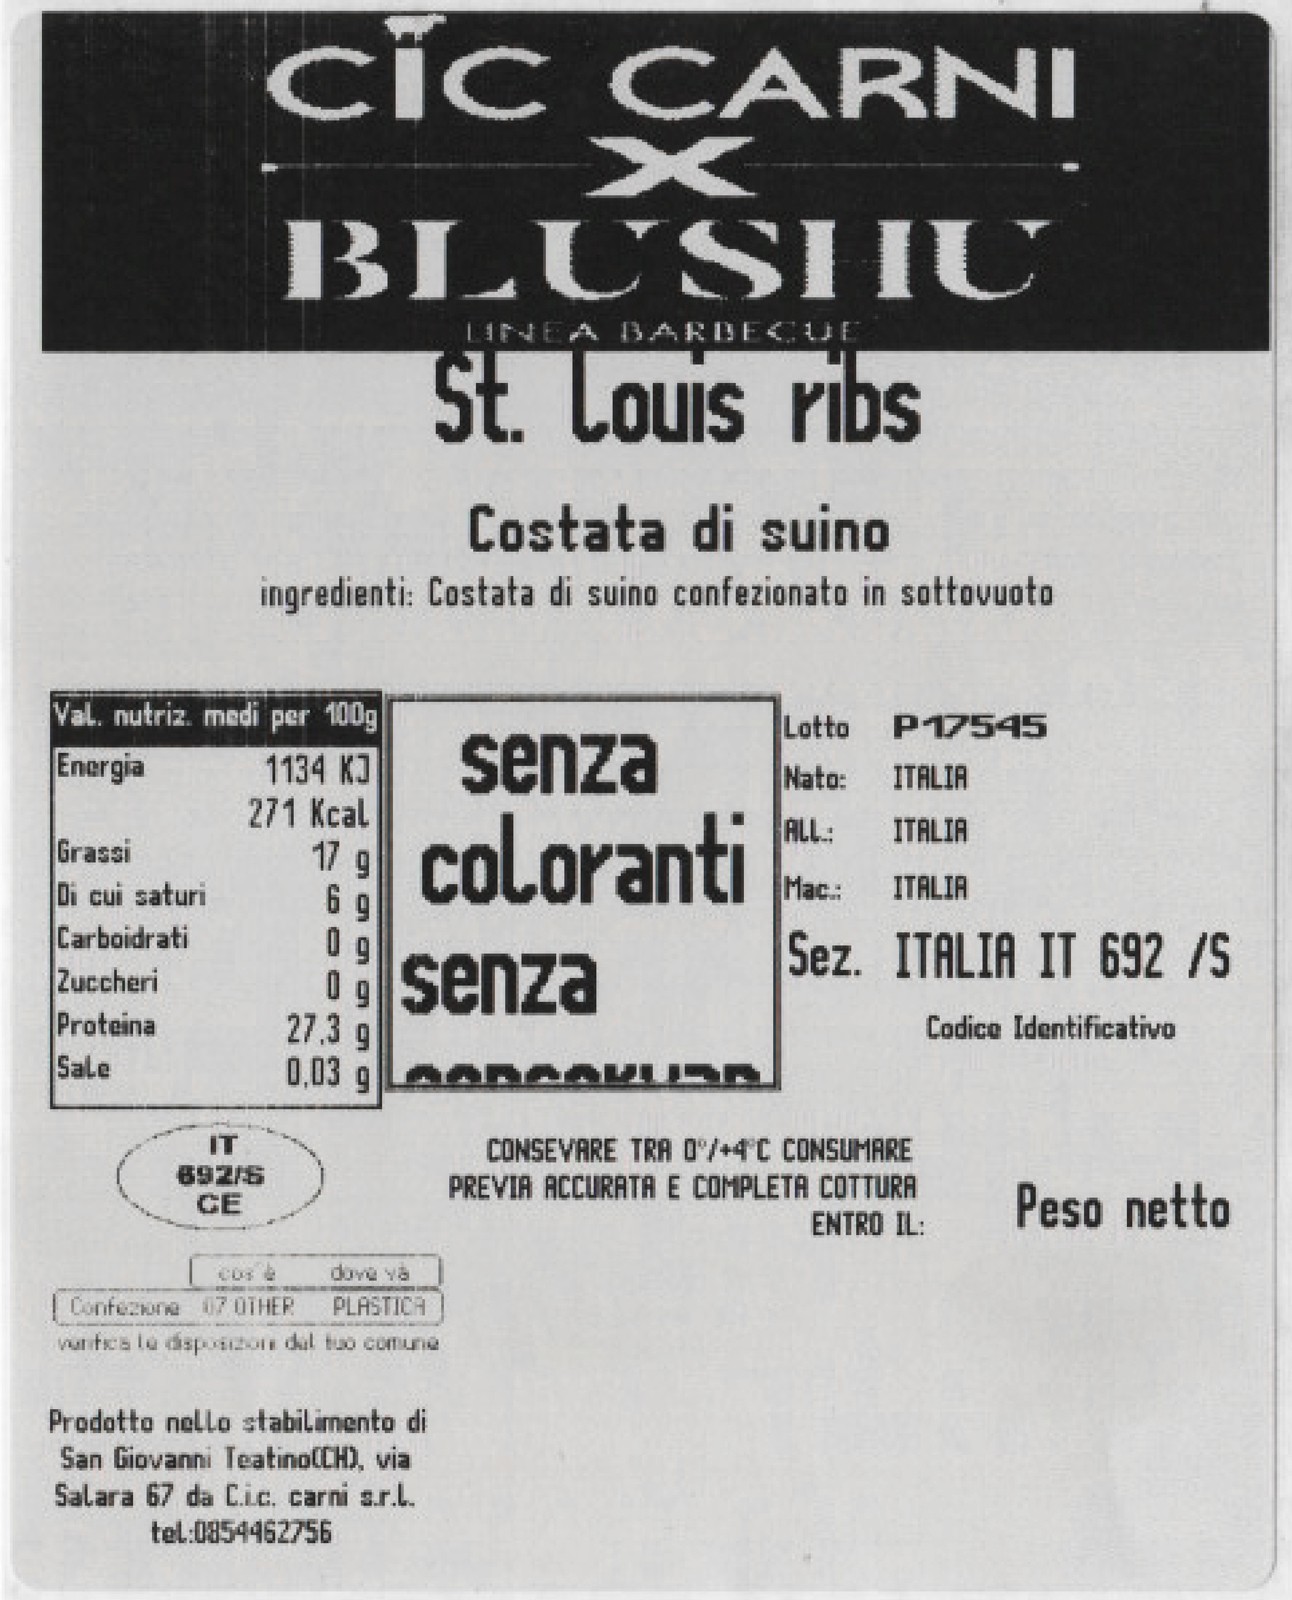 CIC CARNI
X
BLUSHU
LINEA BARBECUE
St. Louis ribs
Costata di suino
ingredienti: Costata di suino confezionato in sottovuoto
Val. nutriz. medi per 100g
Energia 1134 KJ
271 Kcal
Grassi 17 g
Di cui saturi 6 g
Carboidrati 0 g
Zuccheri 0 g
Proteina 27,3 g
Sale 0,03 g
senza
coloranti
senza
Lotto P17545
Nato: ITALIA
All.: ITALIA
Mac.: ITALIA
Sez. ITALIA IT 692 /S
Codice Identificativo
IT
692/S
CE
CONSEVARE TRA 0°/+4°C CONSUMARE
PREVIA ACCURATA E COMPLETA COTTURA
ENTRO IL:
Peso netto
cos'è dove và
Confezione 07 OTHER PLASTICA
verifica le disposizioni del tuo comune
Prodotto nello stabilimento di
San Giovanni Teatino(CH), via
Salara 67 da C.i.c. carni s.r.l.
tel:0854462756